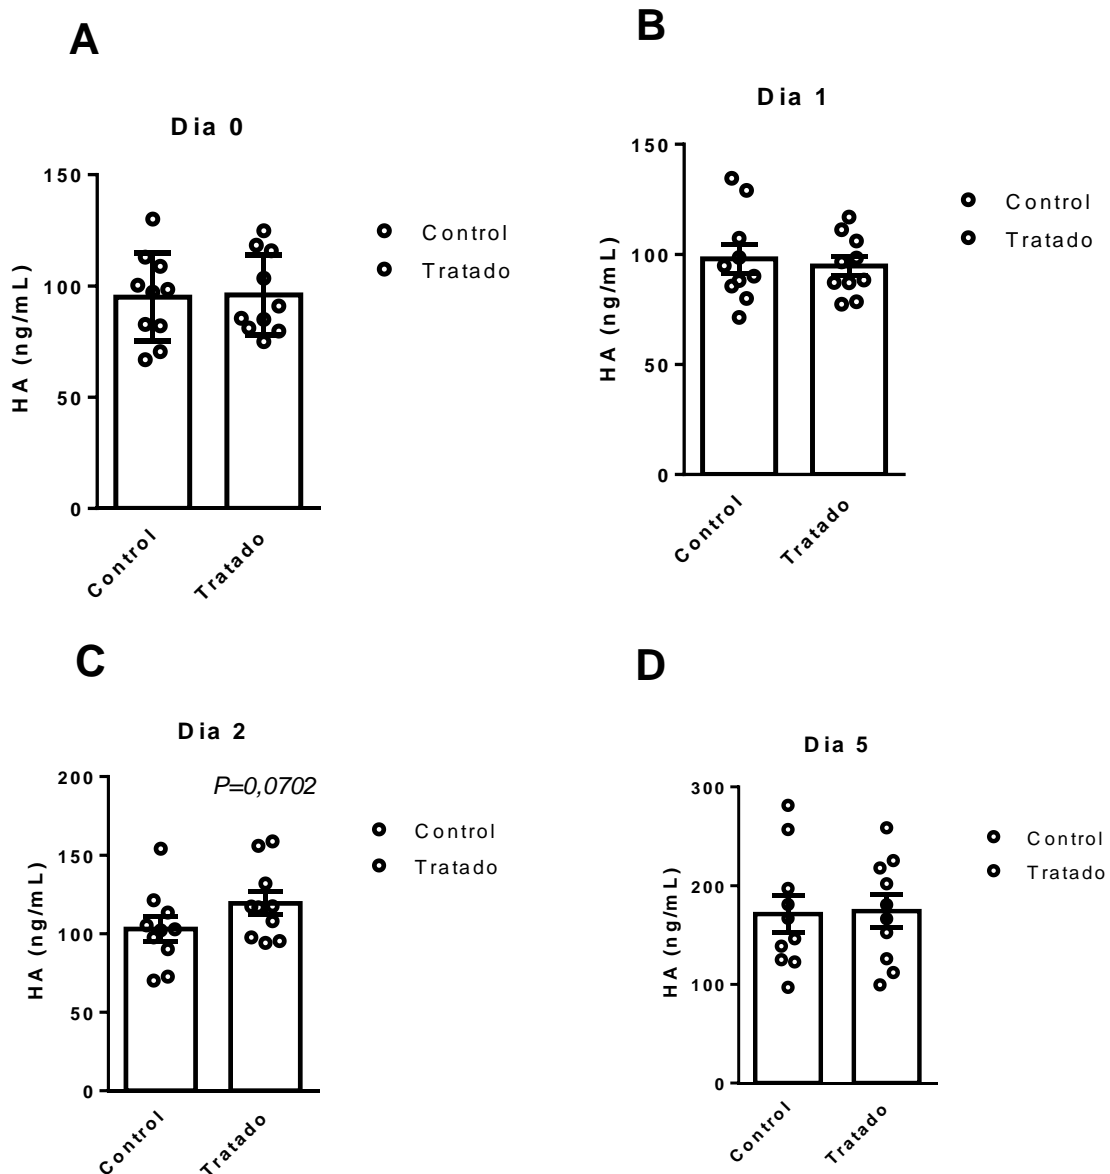 A
Dia 0
HA (ng/mL)
150
100
50
0
Control
Tratado
Control
Tratado
B
Dia 1
HA (ng/mL)
150
100
50
0
Control
Tratado
Control
Tratado
C
Dia 2
P=0,0702
HA (ng/mL)
200
150
100
50
0
Control
Tratado
Control
Tratado
D
Dia 5
HA (ng/mL)
300
200
100
0
Control
Tratado
Control
Tratado